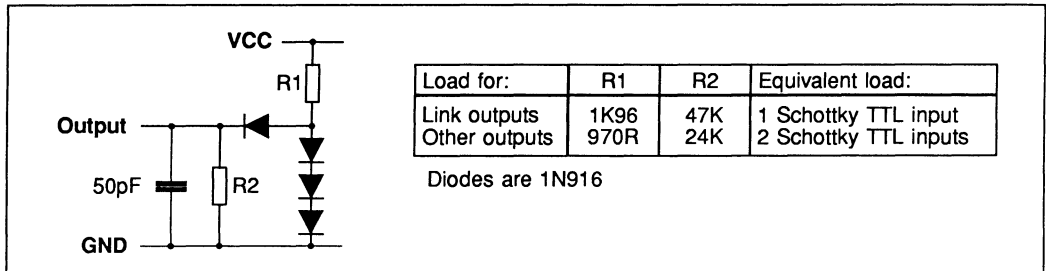 VCC
R1
Output
50pF
R2
GND
Load for: R1 R2 Equivalent load:
Link outputs 1K96 47K 1 Schottky TTL input
Other outputs 970R 24K 2 Schottky TTL inputs
Diodes are 1N916